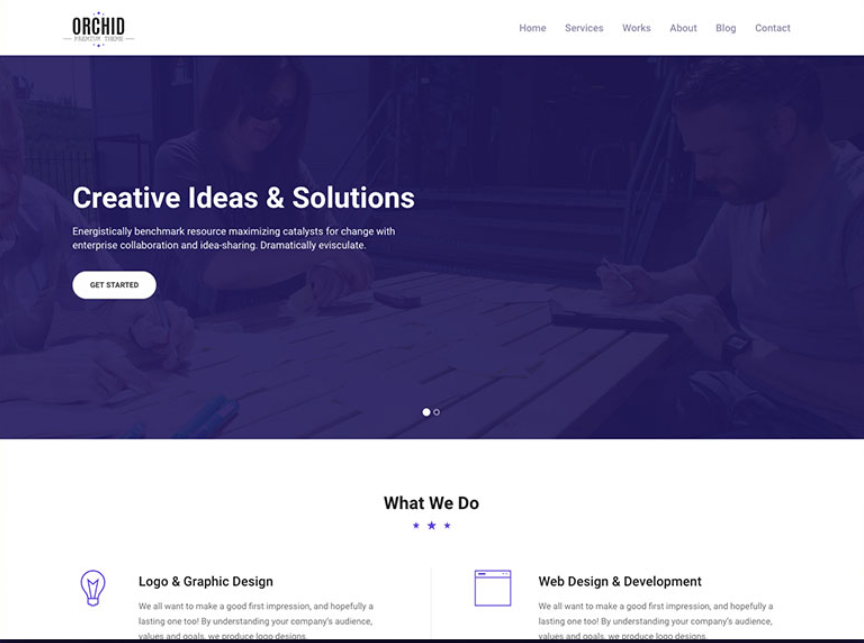 ORCHID
PREMIUM THEME
Home Services Works About Blog Contact
Creative Ideas & Solutions
Energistically benchmark resource maximizing catalysts for change with
enterprise collaboration and idea-sharing. Dramatically evisculate.
GET STARTED
What We Do
Logo & Graphic Design
We all want to make a good first impression, and hopefully a
lasting one too! By understanding your company's audience,
values and goals, we produce logo designs.
Web Design & Development
We all want to make a good first impression, and hopefully a
lasting one too! By understanding your company's audience,
values and goals, we produce logo designs.